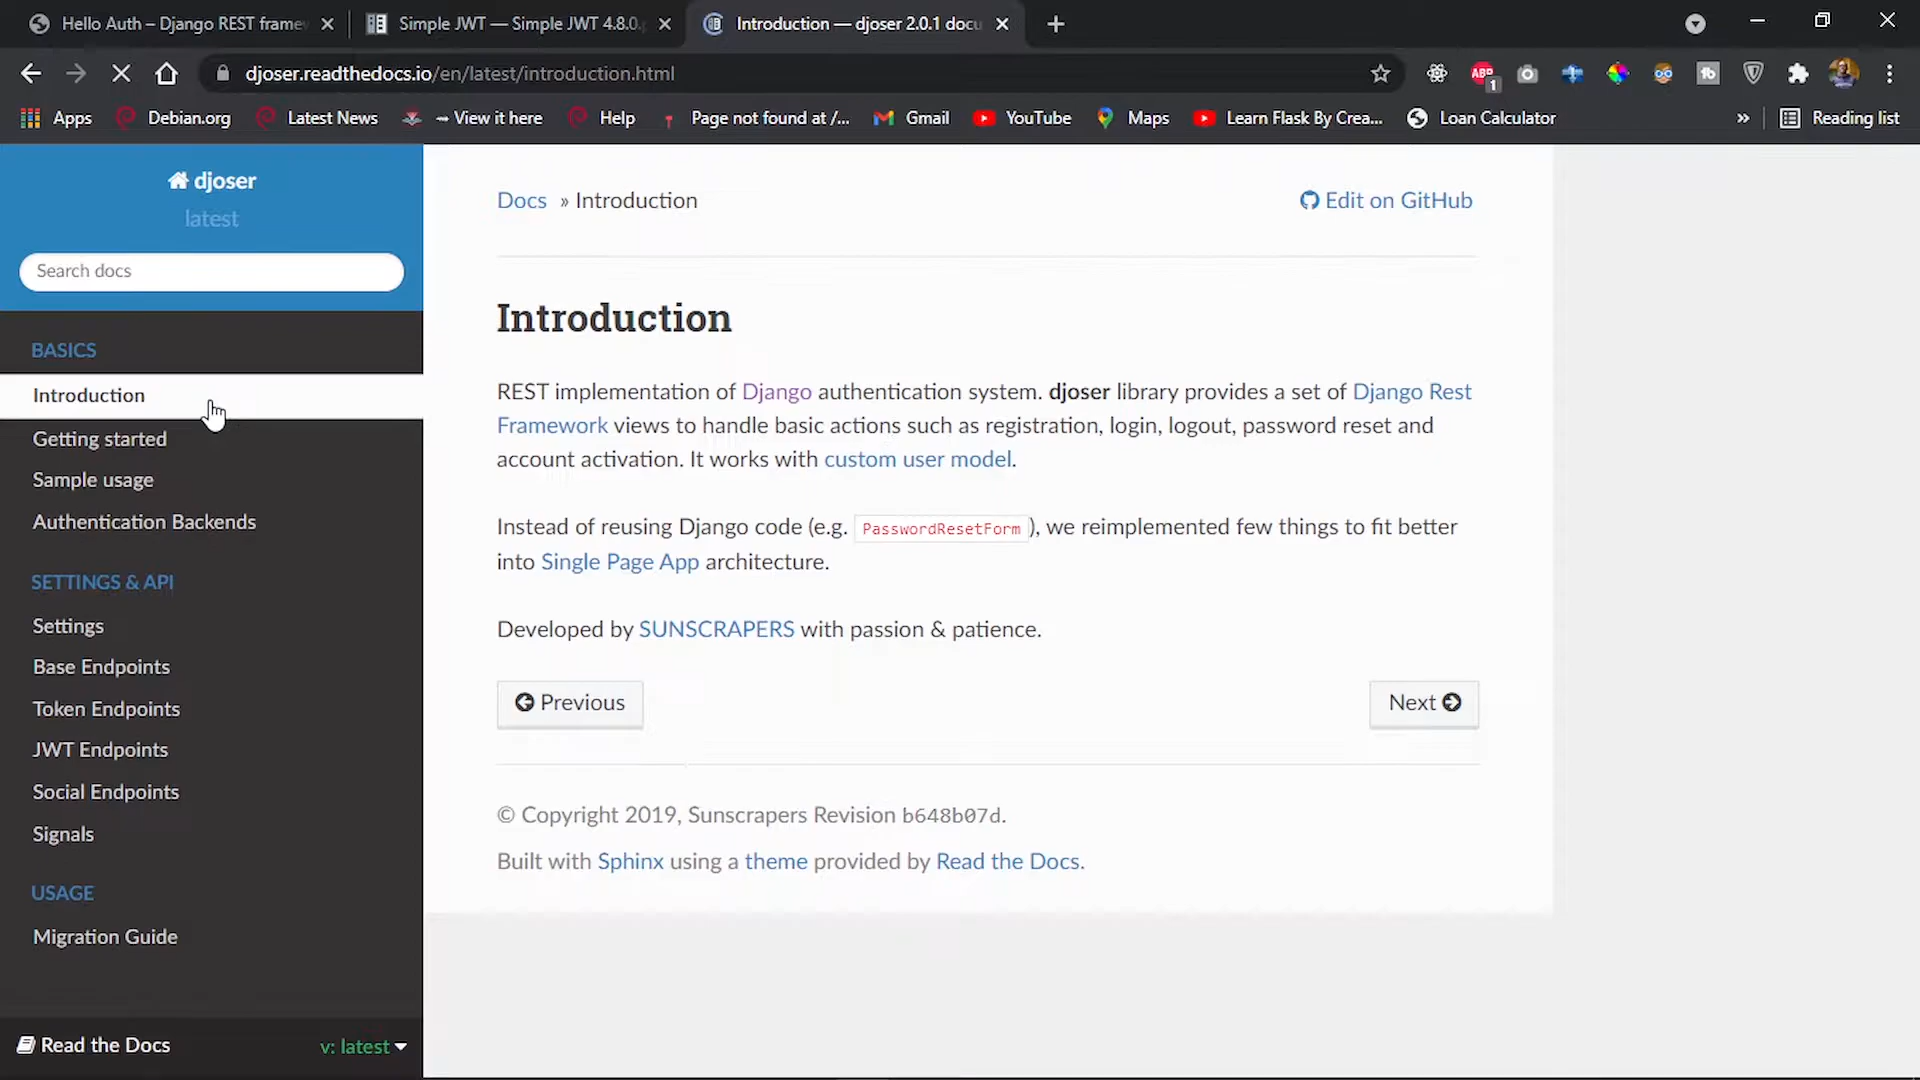 Hello Auth – Django REST frame
Simple JWT — Simple JWT 4.8.0.
Introduction — djoser 2.0.1 docu
djoser.readthedocs.io/en/latest/introduction.html
ABP
1
tb
Apps
Debian.org
Latest News
→ View it here
Help
Page not found at /...
Gmail
YouTube
Maps
Learn Flask By Crea...
Loan Calculator
»
Reading list
djoser
latest
Search docs
BASICS
Introduction
Getting started
Sample usage
Authentication Backends
SETTINGS & API
Settings
Base Endpoints
Token Endpoints
JWT Endpoints
Social Endpoints
Signals
USAGE
Migration Guide
Read the Docs
v: latest
Docs » Introduction
Edit on GitHub
Introduction
REST implementation of Django authentication system. djoser library provides a set of Django Rest
Framework views to handle basic actions such as registration, login, logout, password reset and
account activation. It works with custom user model.
Instead of reusing Django code (e.g. PasswordResetForm), we reimplemented few things to fit better
into Single Page App architecture.
Developed by SUNSCRAPERS with passion & patience.
Previous
Next
© Copyright 2019, Sunscrapers Revision b648b07d.
Built with Sphinx using a theme provided by Read the Docs.